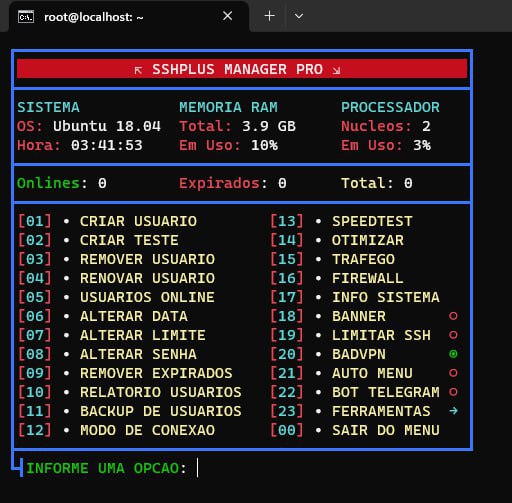 root@localhost: ~
⇱ SSHPLUS MANAGER PRO ⇲
SISTEMA MEMORIA RAM PROCESSADOR
OS: Ubuntu 18.04 Total: 3.9 GB Nucleos: 2
Hora: 03:41:53 Em Uso: 10% Em Uso: 3%
Onlines: 0 Expirados: 0 Total: 0
[01] • CRIAR USUARIO [13] • SPEEDTEST
[02] • CRIAR TESTE [14] • OTIMIZAR
[03] • REMOVER USUARIO [15] • TRAFEGO
[04] • RENOVAR USUARIO [16] • FIREWALL
[05] • USUARIOS ONLINE [17] • INFO SISTEMA
[06] • ALTERAR DATA [18] • BANNER ○
[07] • ALTERAR LIMITE [19] • LIMITAR SSH ○
[08] • ALTERAR SENHA [20] • BADVPN ◉
[09] • REMOVER EXPIRADOS [21] • AUTO MENU ○
[10] • RELATORIO USUARIOS [22] • BOT TELEGRAM ○
[11] • BACKUP DE USUARIOS [23] • FERRAMENTAS →
[12] • MODO DE CONEXAO [00] • SAIR DO MENU
INFORME UMA OPCAO: